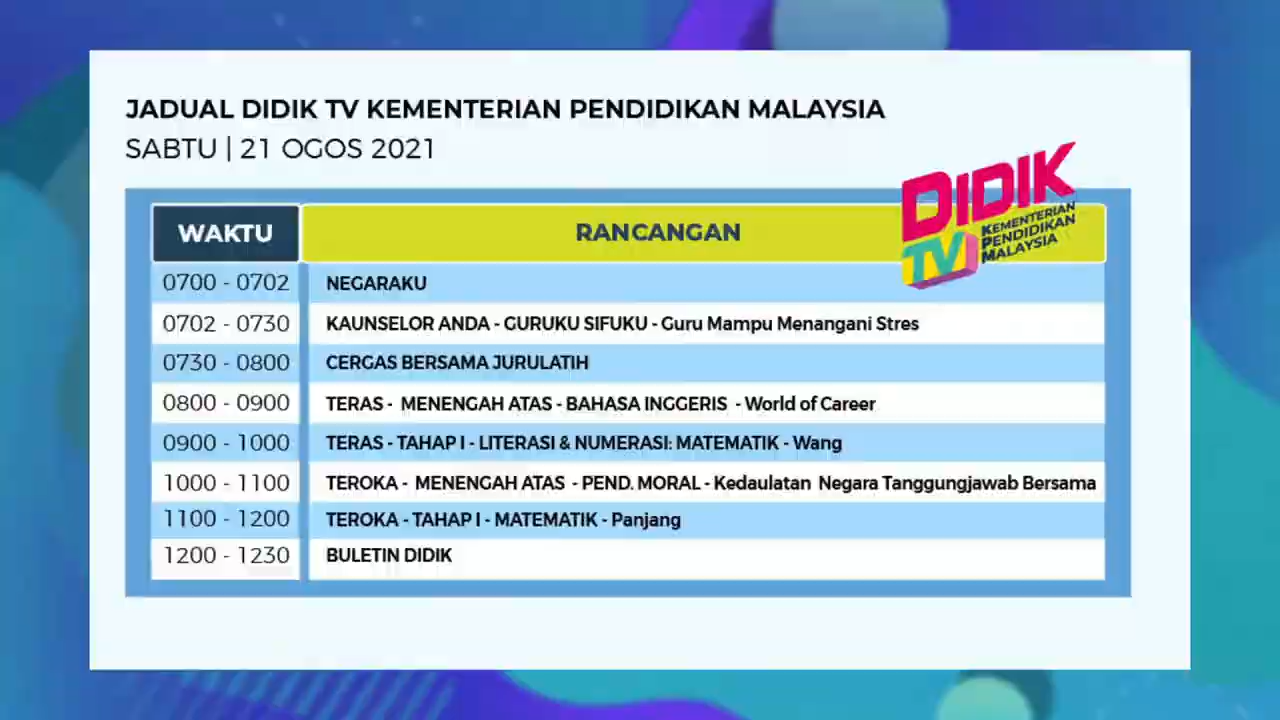 JADUAL DIDIK TV KEMENTERIAN PENDIDIKAN MALAYSIA
SABTU | 21 OGOS 2021
DIDIK
TV KEMENTERIAN
PENDIDIKAN
MALAYSIA
WAKTU RANCANGAN
0700 - 0702 NEGARAKU
0702 - 0730 KAUNSELOR ANDA - GURUKU SIFUKU - Guru Mampu Menangani Stres
0730 - 0800 CERGAS BERSAMA JURULATIH
0800 - 0900 TERAS - MENENGAH ATAS - BAHASA INGGERIS - World of Career
0900 - 1000 TERAS - TAHAP I - LITERASI & NUMERASI: MATEMATIK - Wang
1000 - 1100 TEROKA - MENENGAH ATAS - PEND. MORAL - Kedaulatan Negara Tanggungjawab Bersama
1100 - 1200 TEROKA - TAHAP I - MATEMATIK - Panjang
1200 - 1230 BULETIN DIDIK